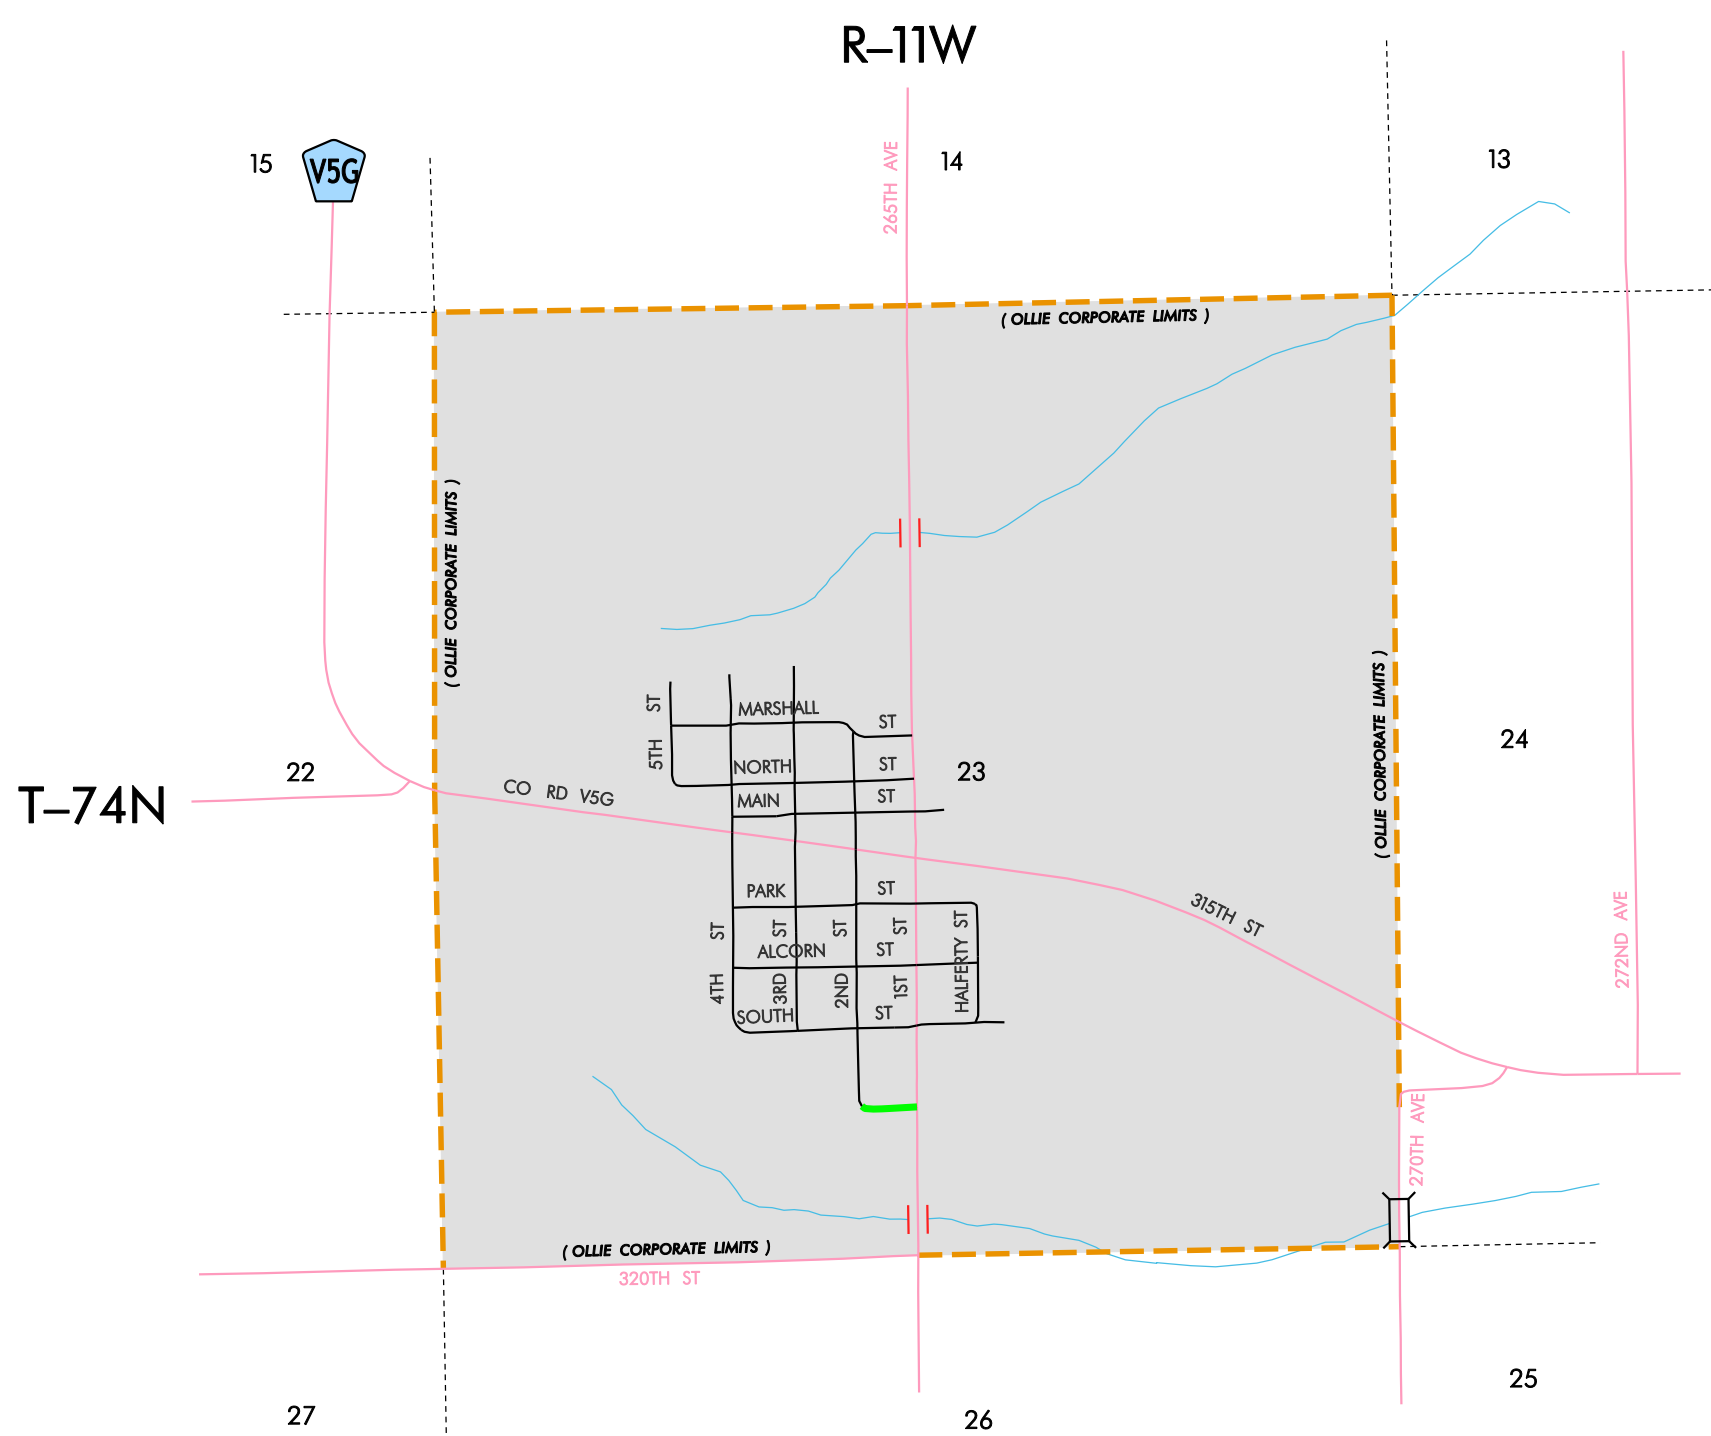 R–11W
15
V5G
265TH AVE
14
13
( OLLIE CORPORATE LIMITS )
( OLLIE CORPORATE LIMITS )
5TH ST
MARSHALL ST
NORTH ST
MAIN ST
22
T–74N
CO RD V5G
23
24
( OLLIE CORPORATE LIMITS )
PARK ST
315TH ST
272ND AVE
4TH ST
3RD ST
2ND ST
1ST ST
HALFERTY ST
ALCORN ST
SOUTH ST
270TH AVE
( OLLIE CORPORATE LIMITS )
320TH ST
27
26
25